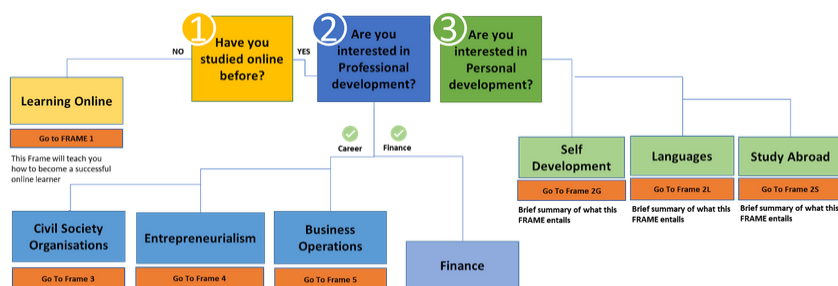 1
Have you
studied online
before?
NO
YES
2
Are you
interested in
Professional
development?
3
Are you
interested in
Personal
development?
Learning Online
Go to FRAME 1
This Frame will teach you
how to become a successful
online learner
Career
Finance
Self
Development
Go To Frame 2G
Brief summary of what this
FRAME entails
Languages
Go To Frame 2L
Brief summary of what this
FRAME entails
Study Abroad
Go To Frame 2S
Brief summary of what this
FRAME entails
Civil Society
Organisations
Go To Frame 3
Entrepreneurialism
Go To Frame 4
Business
Operations
Go To Frame 5
Finance